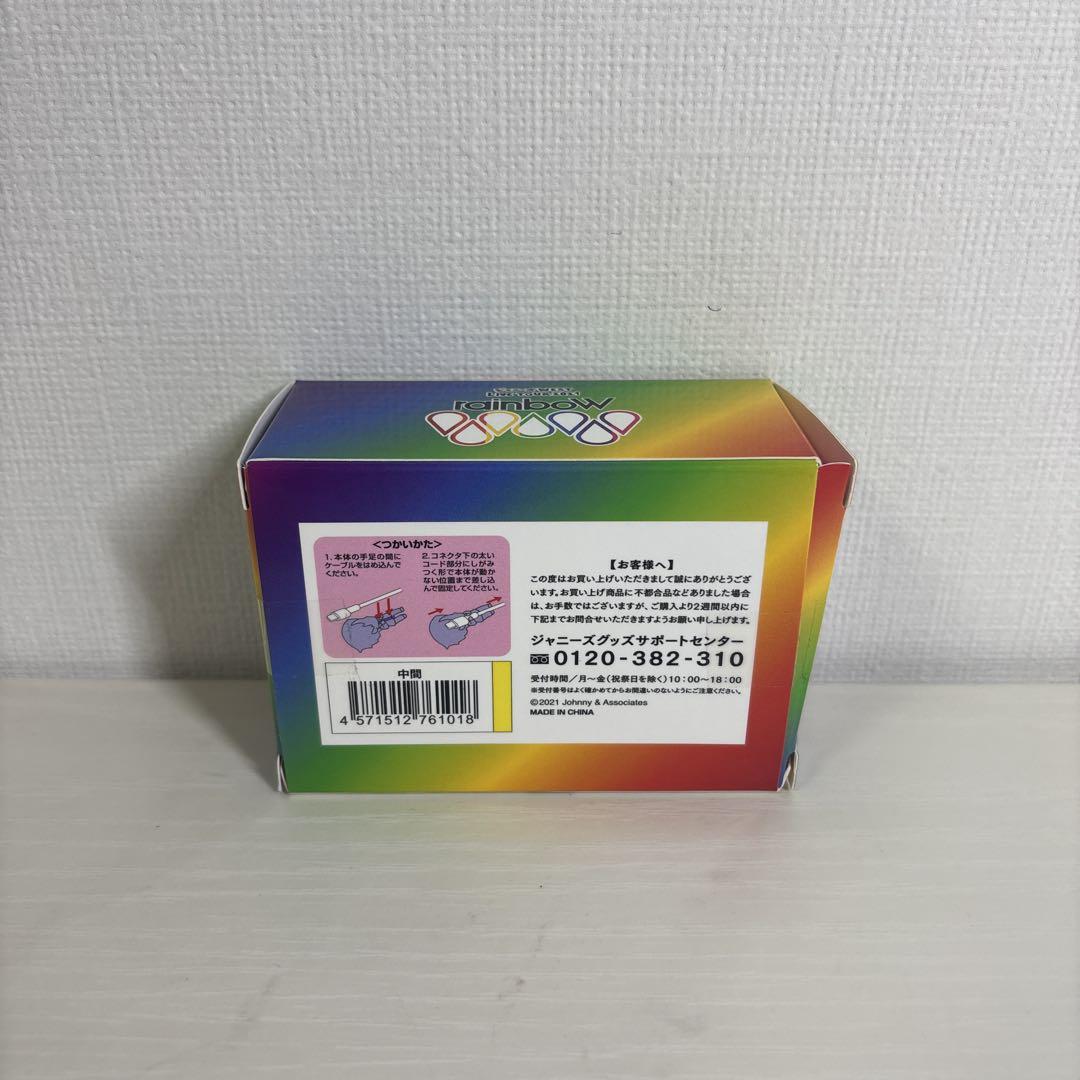 ジャニーズWEST
LIVE TOUR 2021
rainboW
<つかいかた>
1.本体の手足の間に
ケーブルをはめ込んで
ください。
2.コネクタ下の太い
コード部分にしがみ
つく形で本体が動か
ない位置まで差し込
んで固定してください。
中間
4 571512 761018
【お客様へ】
この度はお買い上げいただきまして誠にありがとうござ
います。お買い上げ商品に不都合品などありました場合
は、お手数ではございますが、ご購入より2週間以内に
下記までお問合せいただきますようお願い申し上げます。
ジャニーズグッズサポートセンター
0120-382-310
受付時間/月~金(祝祭日を除く)10:00~18:00
※受付番号はよく確かめてからお間違いのないようにご注意ください。
©2021 Johnny & Associates
MADE IN CHINA